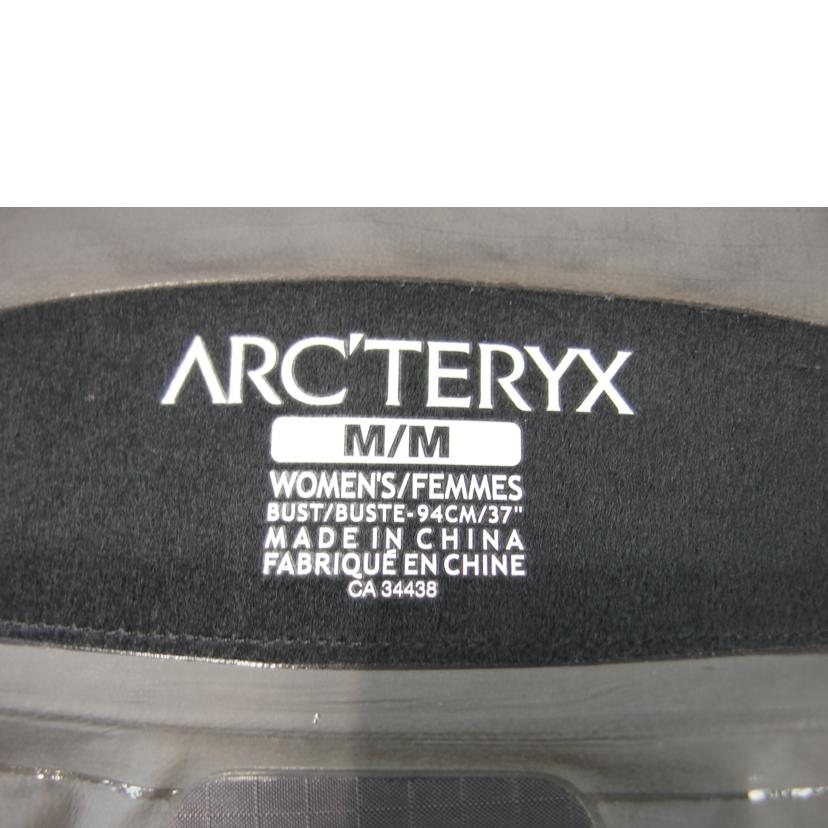 ARC'TERYX
M/M
WOMEN'S/FEMMES
BUST/BUSTE-94CM/37"
MADE IN CHINA
FABRIQUÉ EN CHINE
CA 34438